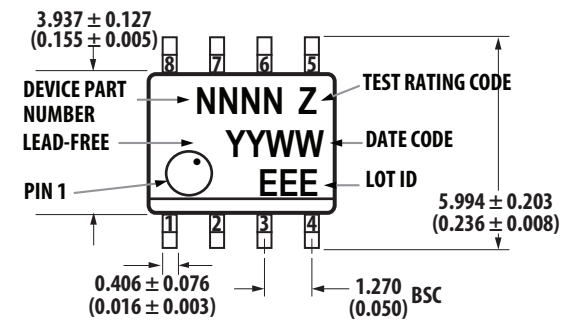 3.937 ± 0.127
(0.155 ± 0.005)
8 7 6 5
DEVICE PART
NUMBER
NNNN Z
TEST RATING CODE
LEAD-FREE
YYWW
DATE CODE
PIN 1
EEE
LOT ID
5.994 ± 0.203
(0.236 ± 0.008)
1 2 3 4
0.406 ± 0.076
(0.016 ± 0.003)
1.270
(0.050)
BSC